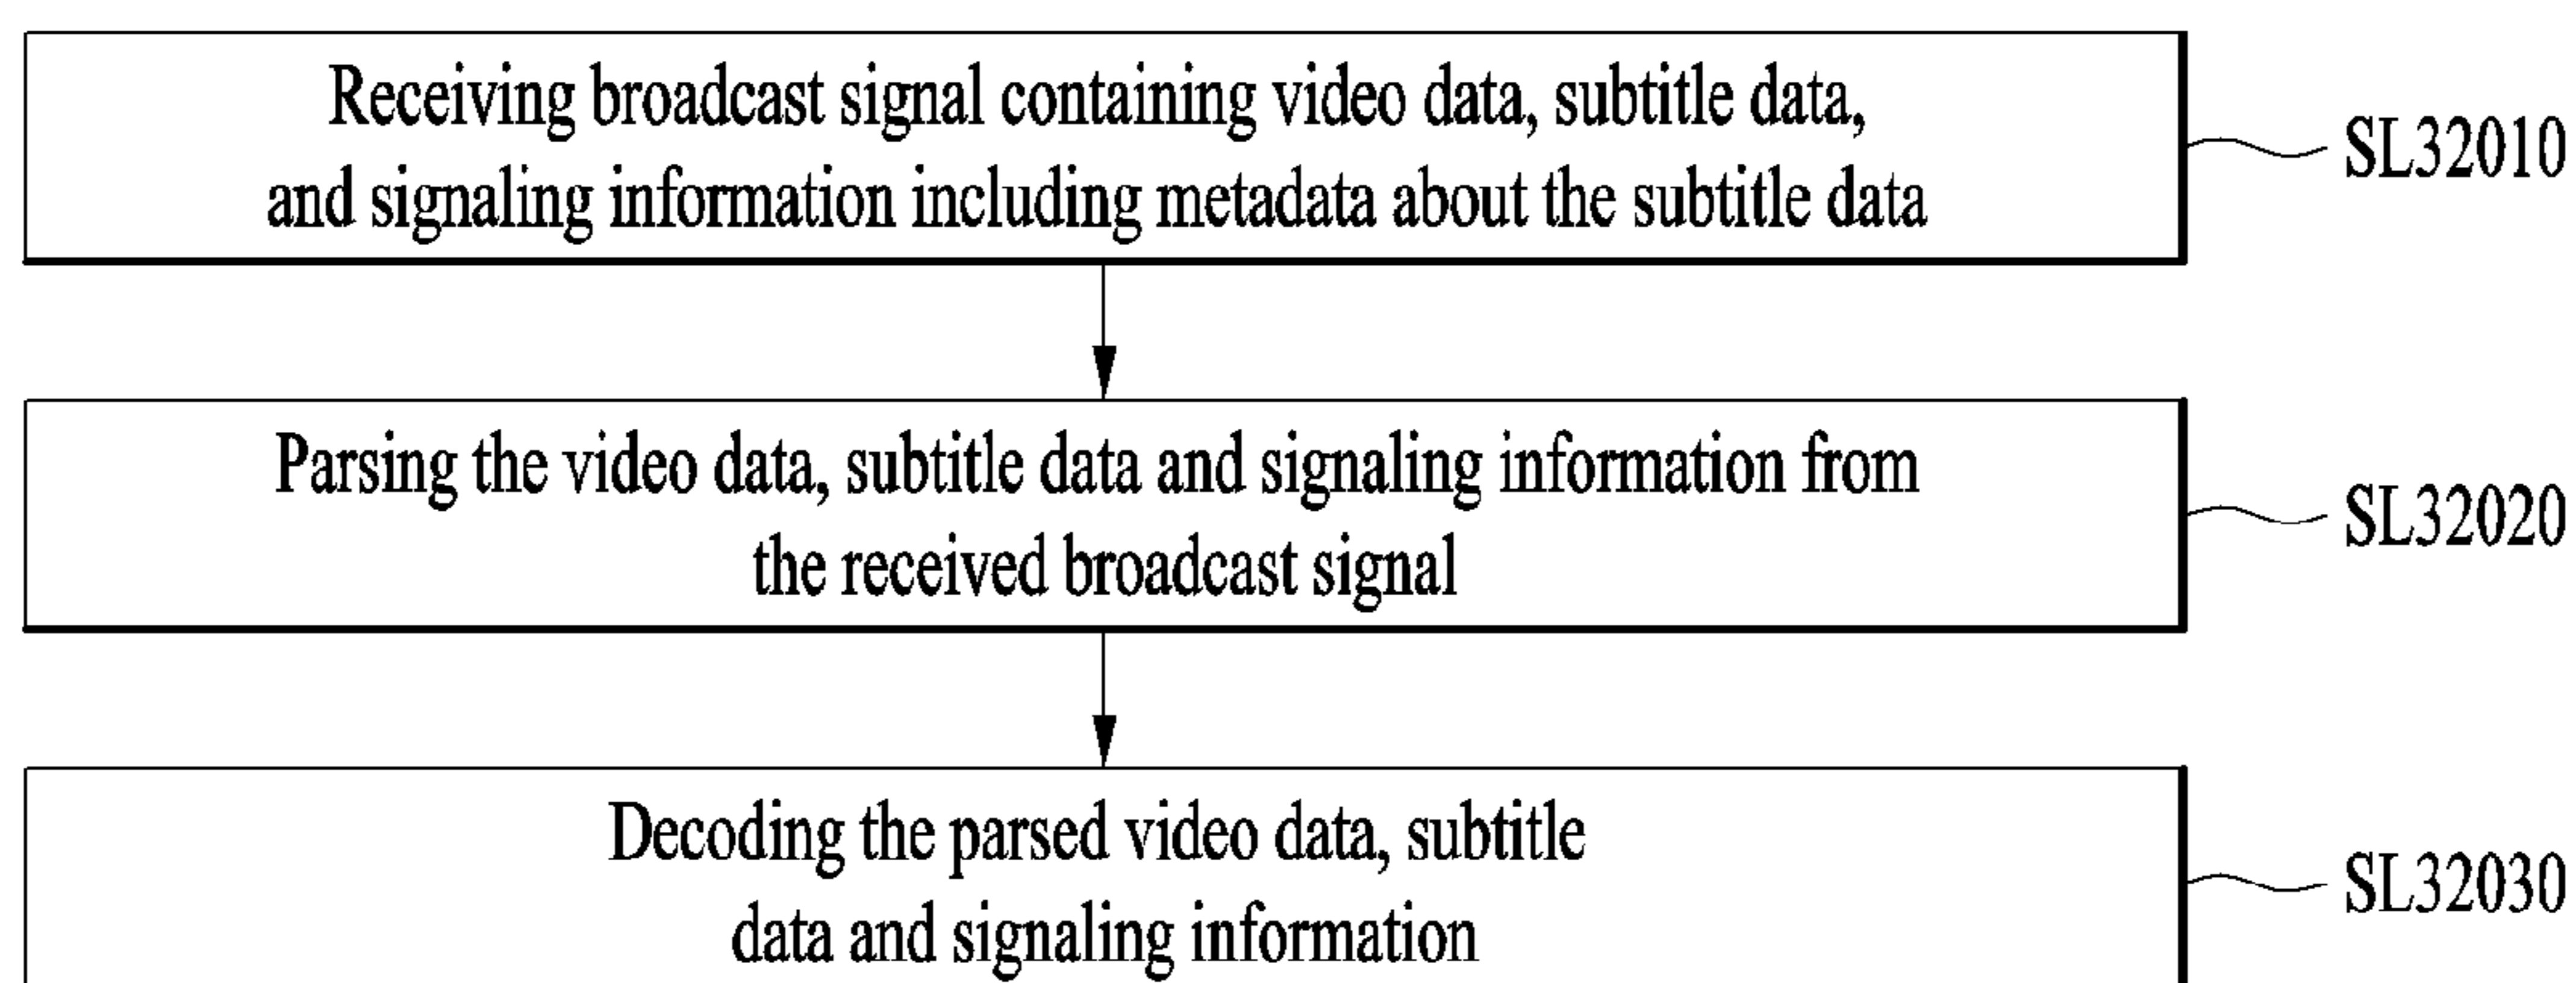 Receiving broadcast signal containing video data, subtitle data,
and signaling information including metadata about the subtitle data
SL32010
Parsing the video data, subtitle data and signaling information from
the received broadcast signal
SL32020
Decoding the parsed video data, subtitle
data and signaling information
SL32030